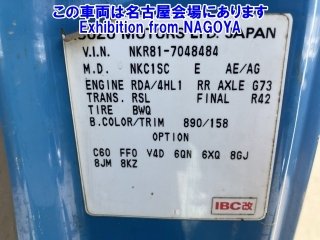 この車両は名古屋会場にあります
Exhibition from NAGOYA
ISUZU MOTORS LTD. JAPAN
V.I.N. NKR81-7048484
M.D. NKC1SC E AE/AG
ENGINE RDA/4HL1 RR AXLE G73
TRANS. RSL FINAL R42
TIRE BWQ
B.COLOR/TRIM 890/158
OPTION
C60 FF0 V4D 6QN 6XQ 8GJ
8JM 8KZ
IBC改